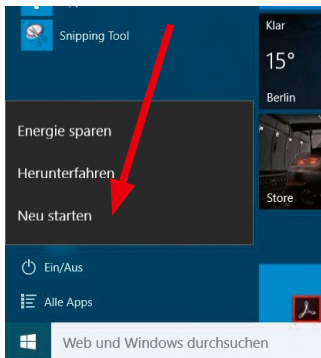 Snipping Tool
Klar
15°
Berlin
Energie sparen
Herunterfahren
Neu starten
Store
Ein/Aus
Alle Apps
Web und Windows durchsuchen